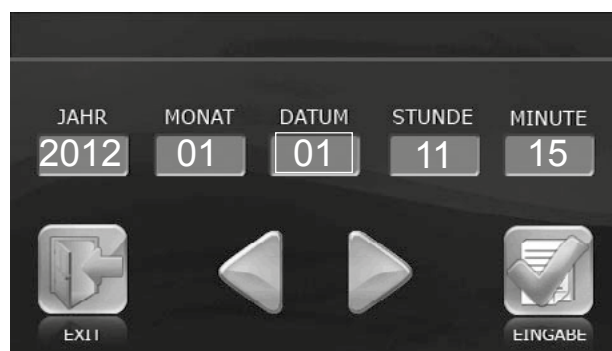 JAHR MONAT DATUM STUNDE MINUTE
2012 01 01 11 15
EXIT EINGABE